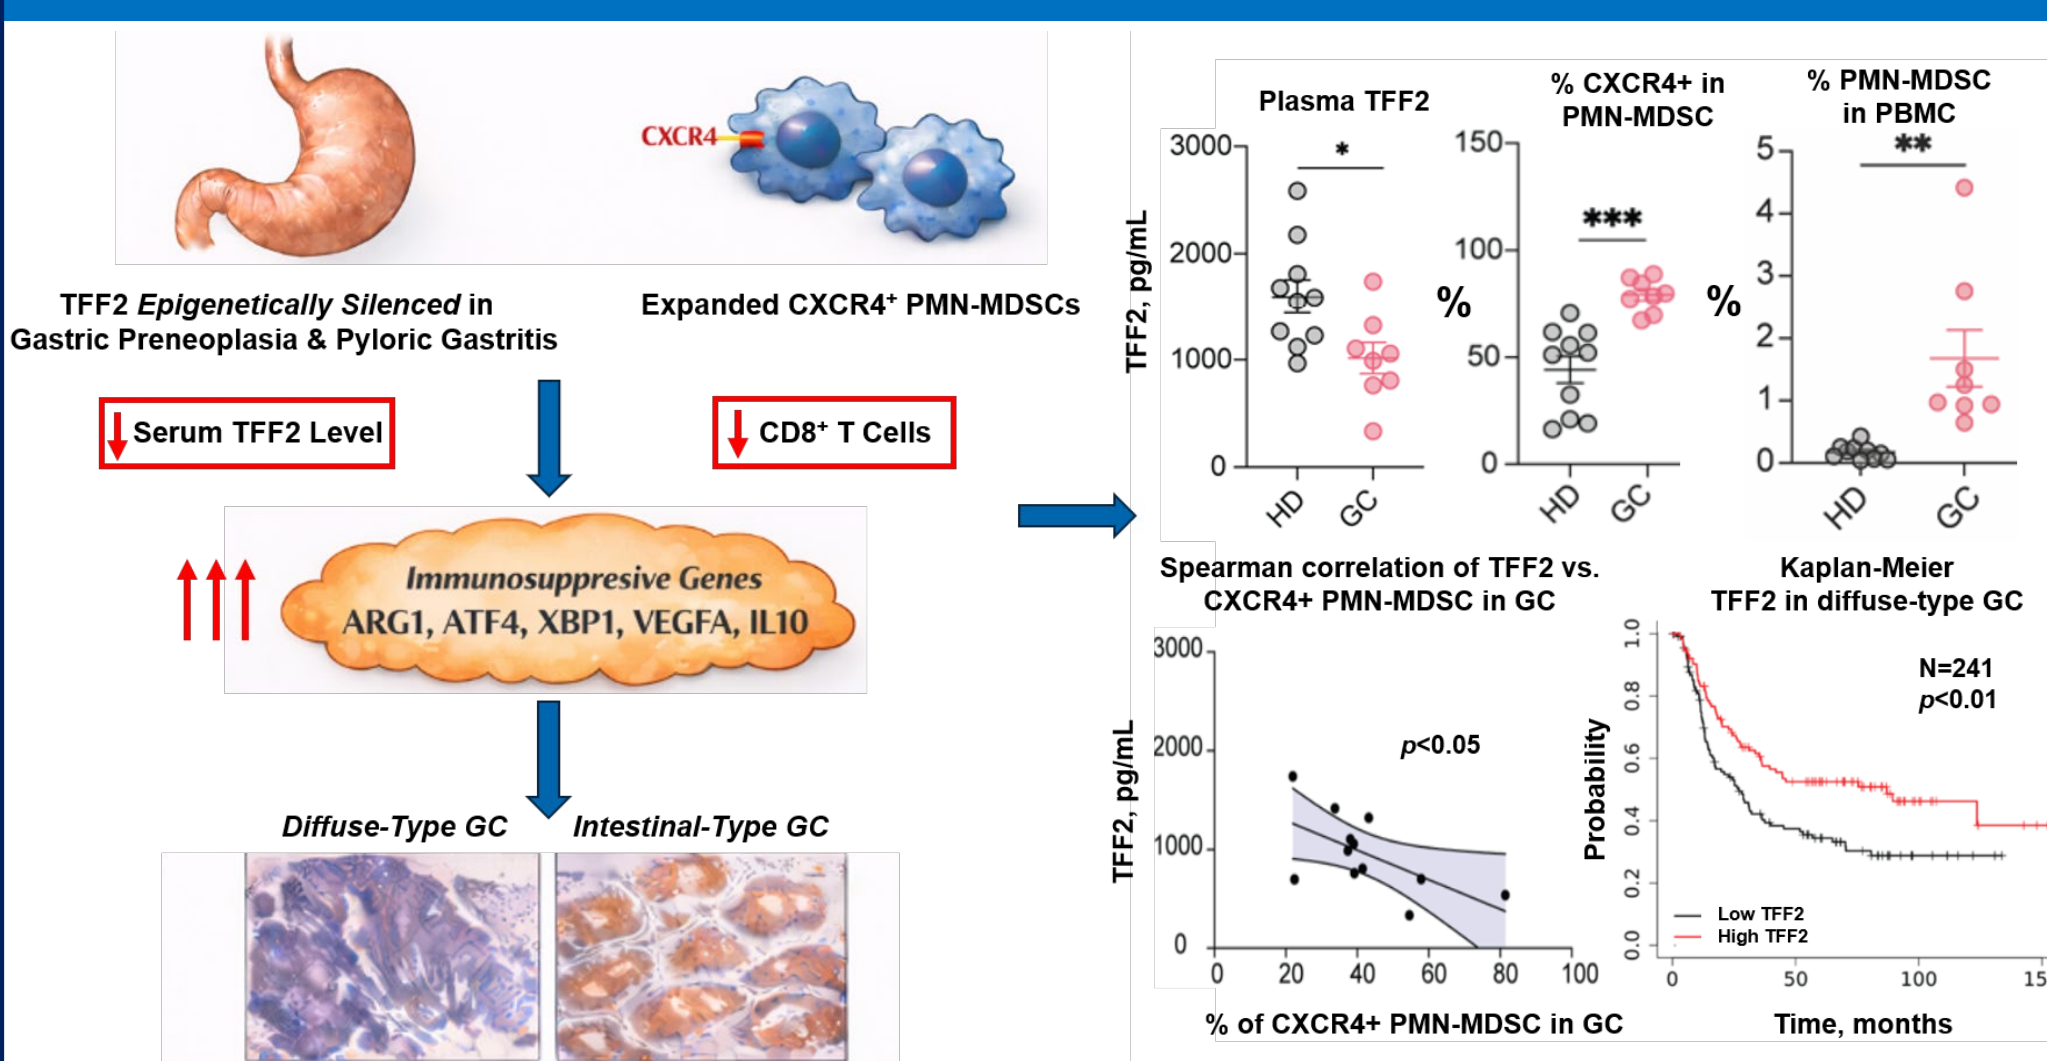 CXCR4
TFF2 Epigenetically Silenced in
Gastric Preneoplasia & Pyloric Gastritis
Expanded CXCR4⁺ PMN-MDSCs
Serum TFF2 Level
CD8⁺ T Cells
Immunosuppresive Genes
ARG1, ATF4, XBP1, VEGFA, IL10
Diffuse-Type GC
Intestinal-Type GC
Plasma TFF2
TFF2, pg/mL
3000
2000
1000
0
*
HD
GC
% CXCR4+ in
PMN-MDSC
%
150
100
50
0
***
HD
GC
% PMN-MDSC
in PBMC
%
5
4
3
2
1
0
**
HD
GC
Spearman correlation of TFF2 vs.
CXCR4+ PMN-MDSC in GC
TFF2, pg/mL
3000
2000
1000
0
p<0.05
0 20 40 60 80 100
% of CXCR4+ PMN-MDSC in GC
Kaplan-Meier
TFF2 in diffuse-type GC
Probability
1.0
0.8
0.6
0.4
0.2
0.0
N=241
p<0.01
Low TFF2
High TFF2
0 50 100 15
Time, months